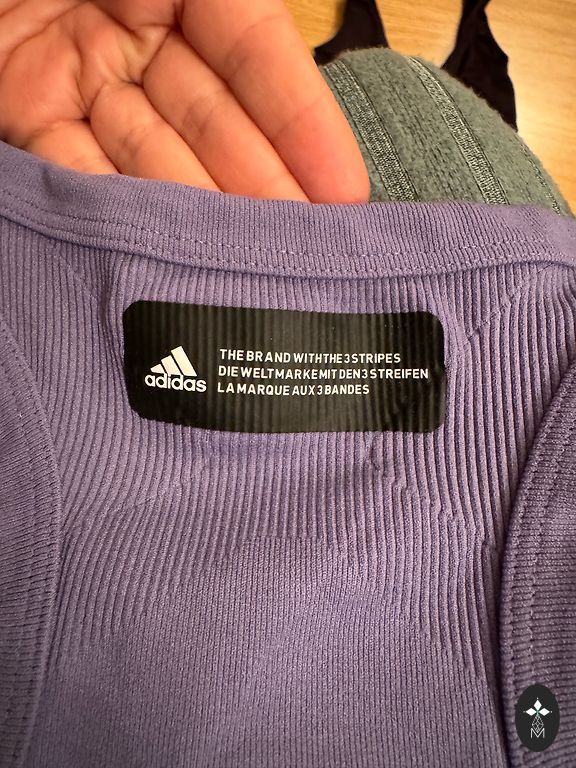 adidas
THE BRAND WITH THE 3 STRIPES
DIE WELTMARKE MIT DEN 3 STREIFEN
LA MARQUE AUX 3 BANDES
M